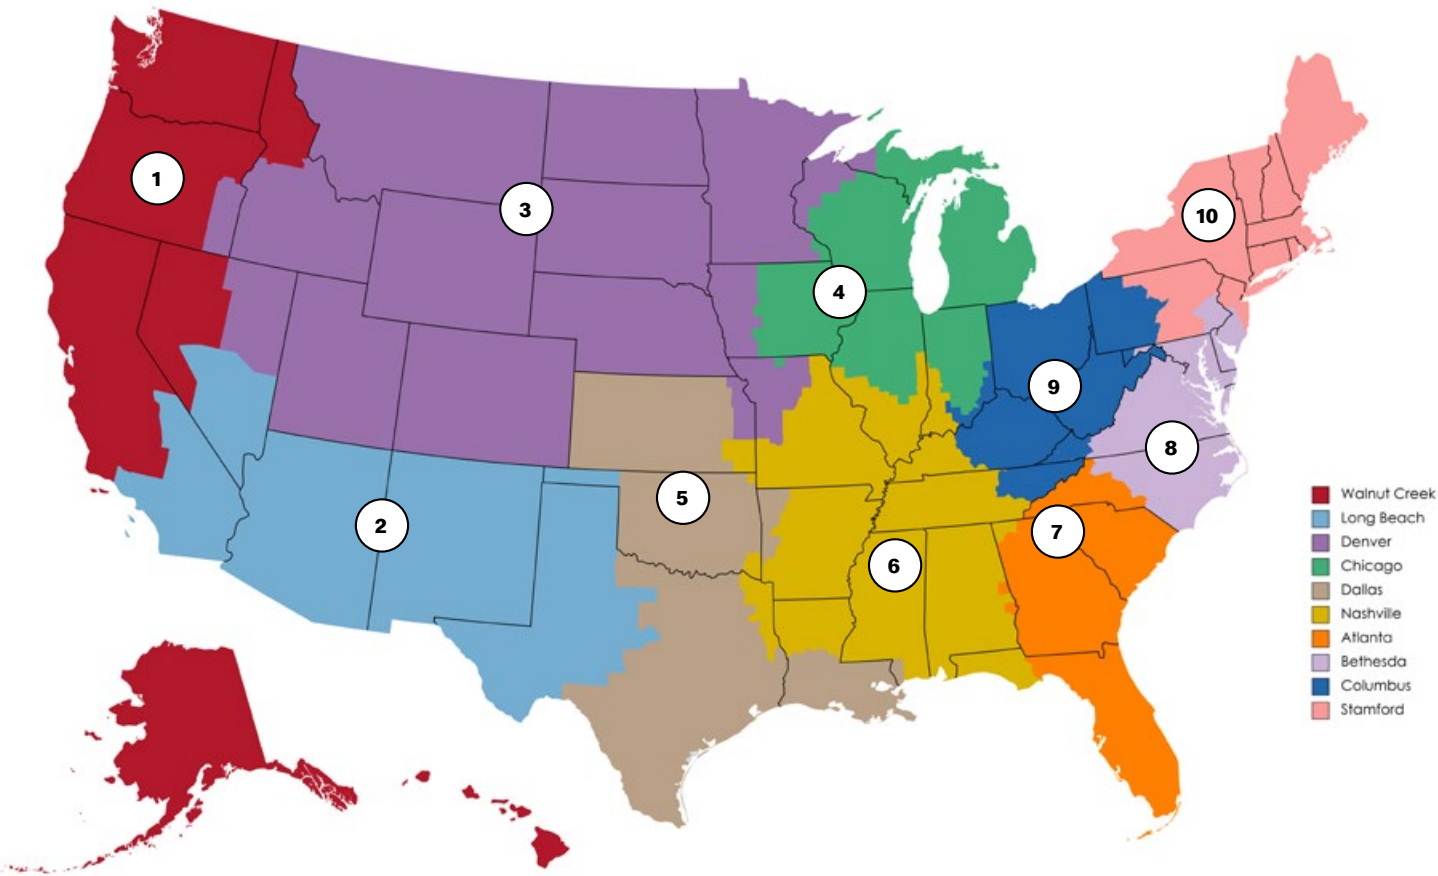 1
3
10
4
9
8
5
2
7
6
Walnut Creek
Long Beach
Denver
Chicago
Dallas
Nashville
Atlanta
Bethesda
Columbus
Stamford